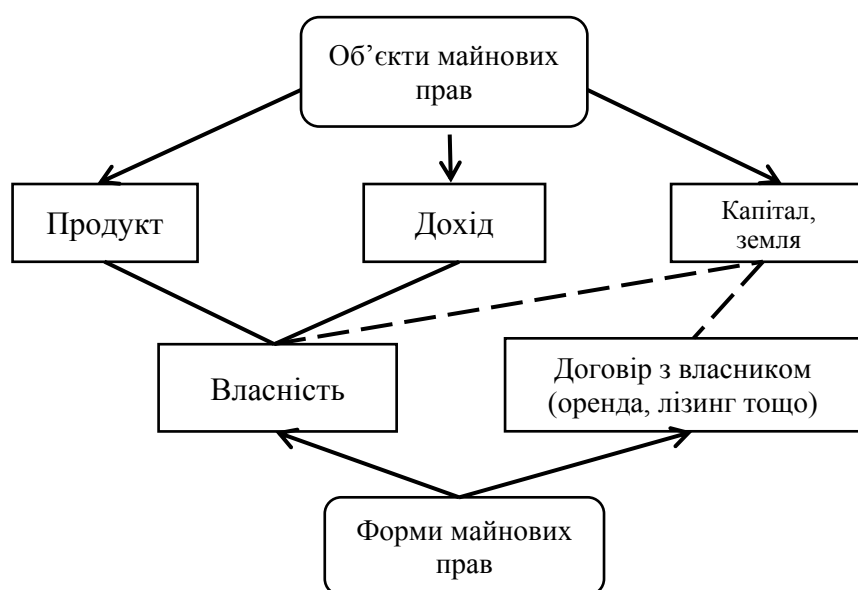 Об’єкти майнових
прав
Продукт
Дохід
Капітал,
земля
Власність
Договір з власником
(оренда, лізинг тощо)
Форми майнових
прав